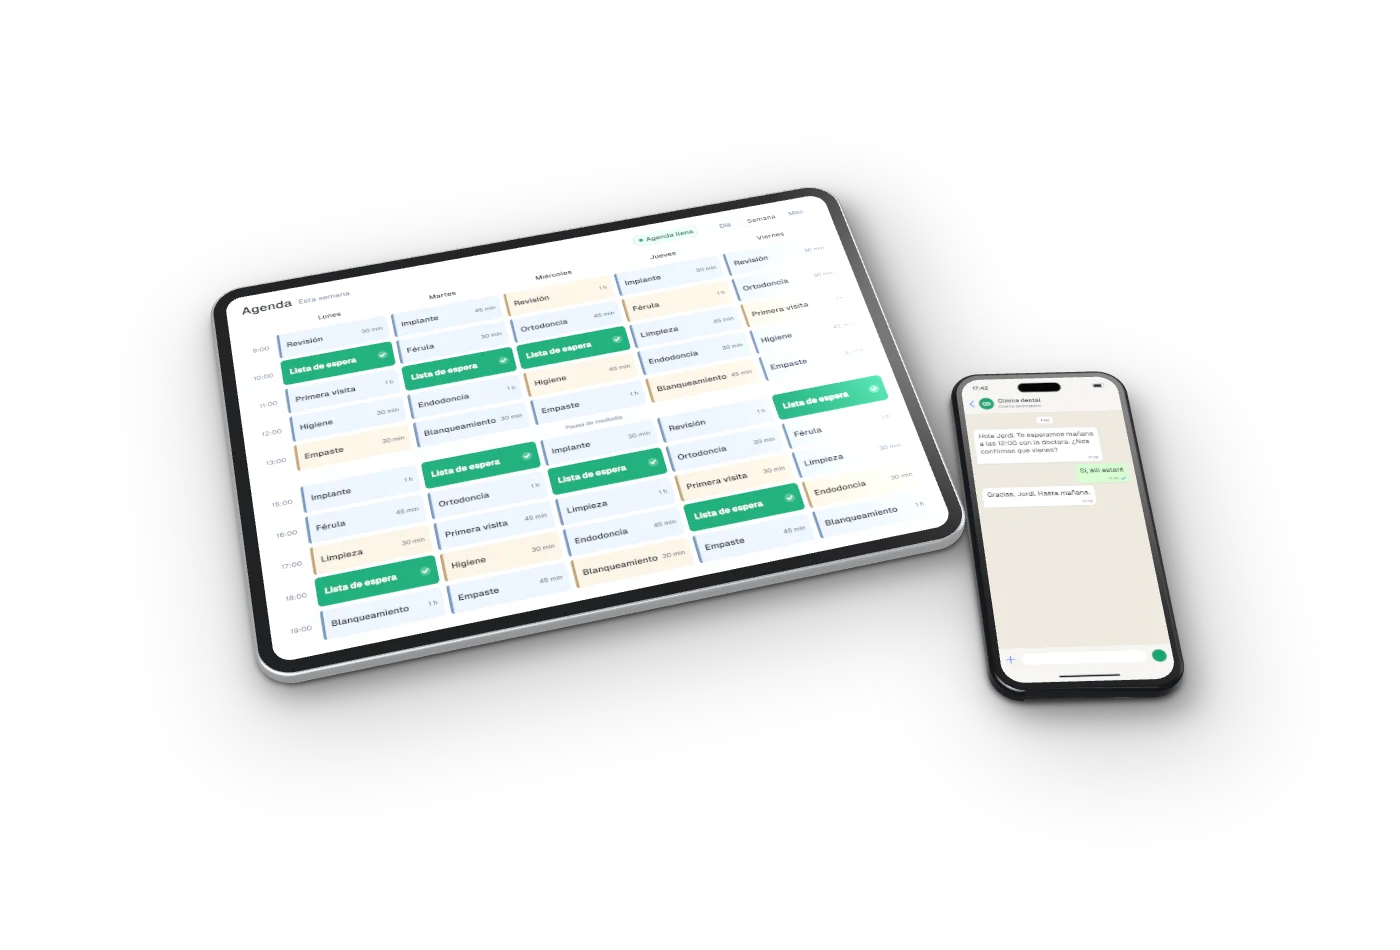 Agenda Esta semana
Agenda llena
Día Semana Mes
Lunes Martes Miércoles Jueves Viernes
9:00
10:00
11:00
12:00
13:00
15:00
16:00
17:00
18:00
19:00
Revisión 30 min
Lista de espera
Primera visita 1 h
Higiene 30 min
Empaste 30 min
Implante 1 h
Férula 45 min
Limpieza 30 min
Lista de espera
Blanqueamiento 1 h
Implante 45 min
Férula 30 min
Lista de espera
Endodoncia 1 h
Blanqueamiento 30 min
Lista de espera
Ortodoncia 1 h
Primera visita 45 min
Higiene 30 min
Empaste 45 min
Revisión 1 h
Ortodoncia 45 min
Lista de espera
Higiene 45 min
Empaste 1 h
Pausa de mediodía
Implante 30 min
Lista de espera
Limpieza 1 h
Endodoncia 45 min
Blanqueamiento 30 min
Implante 30 min
Férula 1 h
Limpieza 45 min
Endodoncia 30 min
Blanqueamiento 45 min
Revisión 1 h
Ortodoncia 30 min
Primera visita 30 min
Lista de espera
Empaste 45 min
Revisión 30 min
Ortodoncia 30 min
Primera visita
Higiene
Empaste
Lista de espera
Férula 1 h
Limpieza 30 min
Endodoncia 30 min
Blanqueamiento 1 h
17:42
CD Clínica dental
Cuenta de empresa
Hoy
Hola Jordi. Te esperamos mañana
a las 12:00 con la doctora. ¿Nos
confirmas que vienes?
Sí, allí estaré
Gracias, Jordi. Hasta mañana.